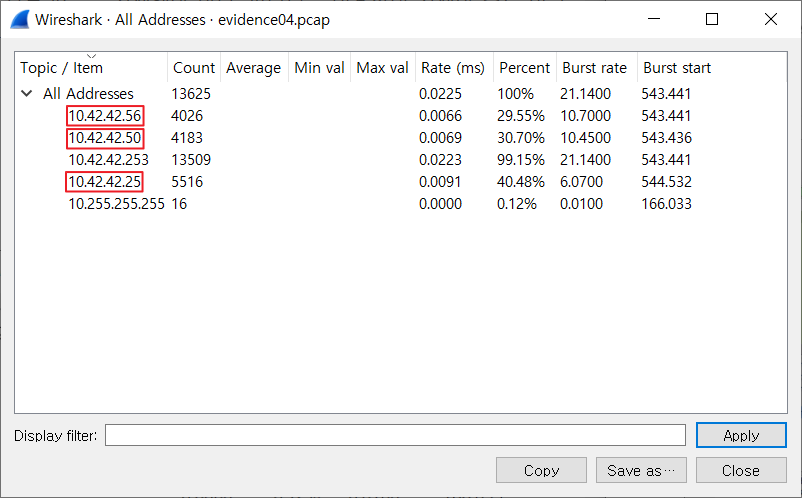 Wireshark · All Addresses · evidence04.pcap
Topic / Item Count Average Min val Max val Rate (ms) Percent Burst rate Burst start
All Addresses 13625 0.0225 100% 21.1400 543.441
10.42.42.56 4026 0.0066 29.55% 10.7000 543.441
10.42.42.50 4183 0.0069 30.70% 10.4500 543.436
10.42.42.253 13509 0.0223 99.15% 21.1400 543.441
10.42.42.25 5516 0.0091 40.48% 6.0700 544.532
10.255.255.255 16 0.0000 0.12% 0.0100 166.033
Display filter: Apply
Copy Save as… Close